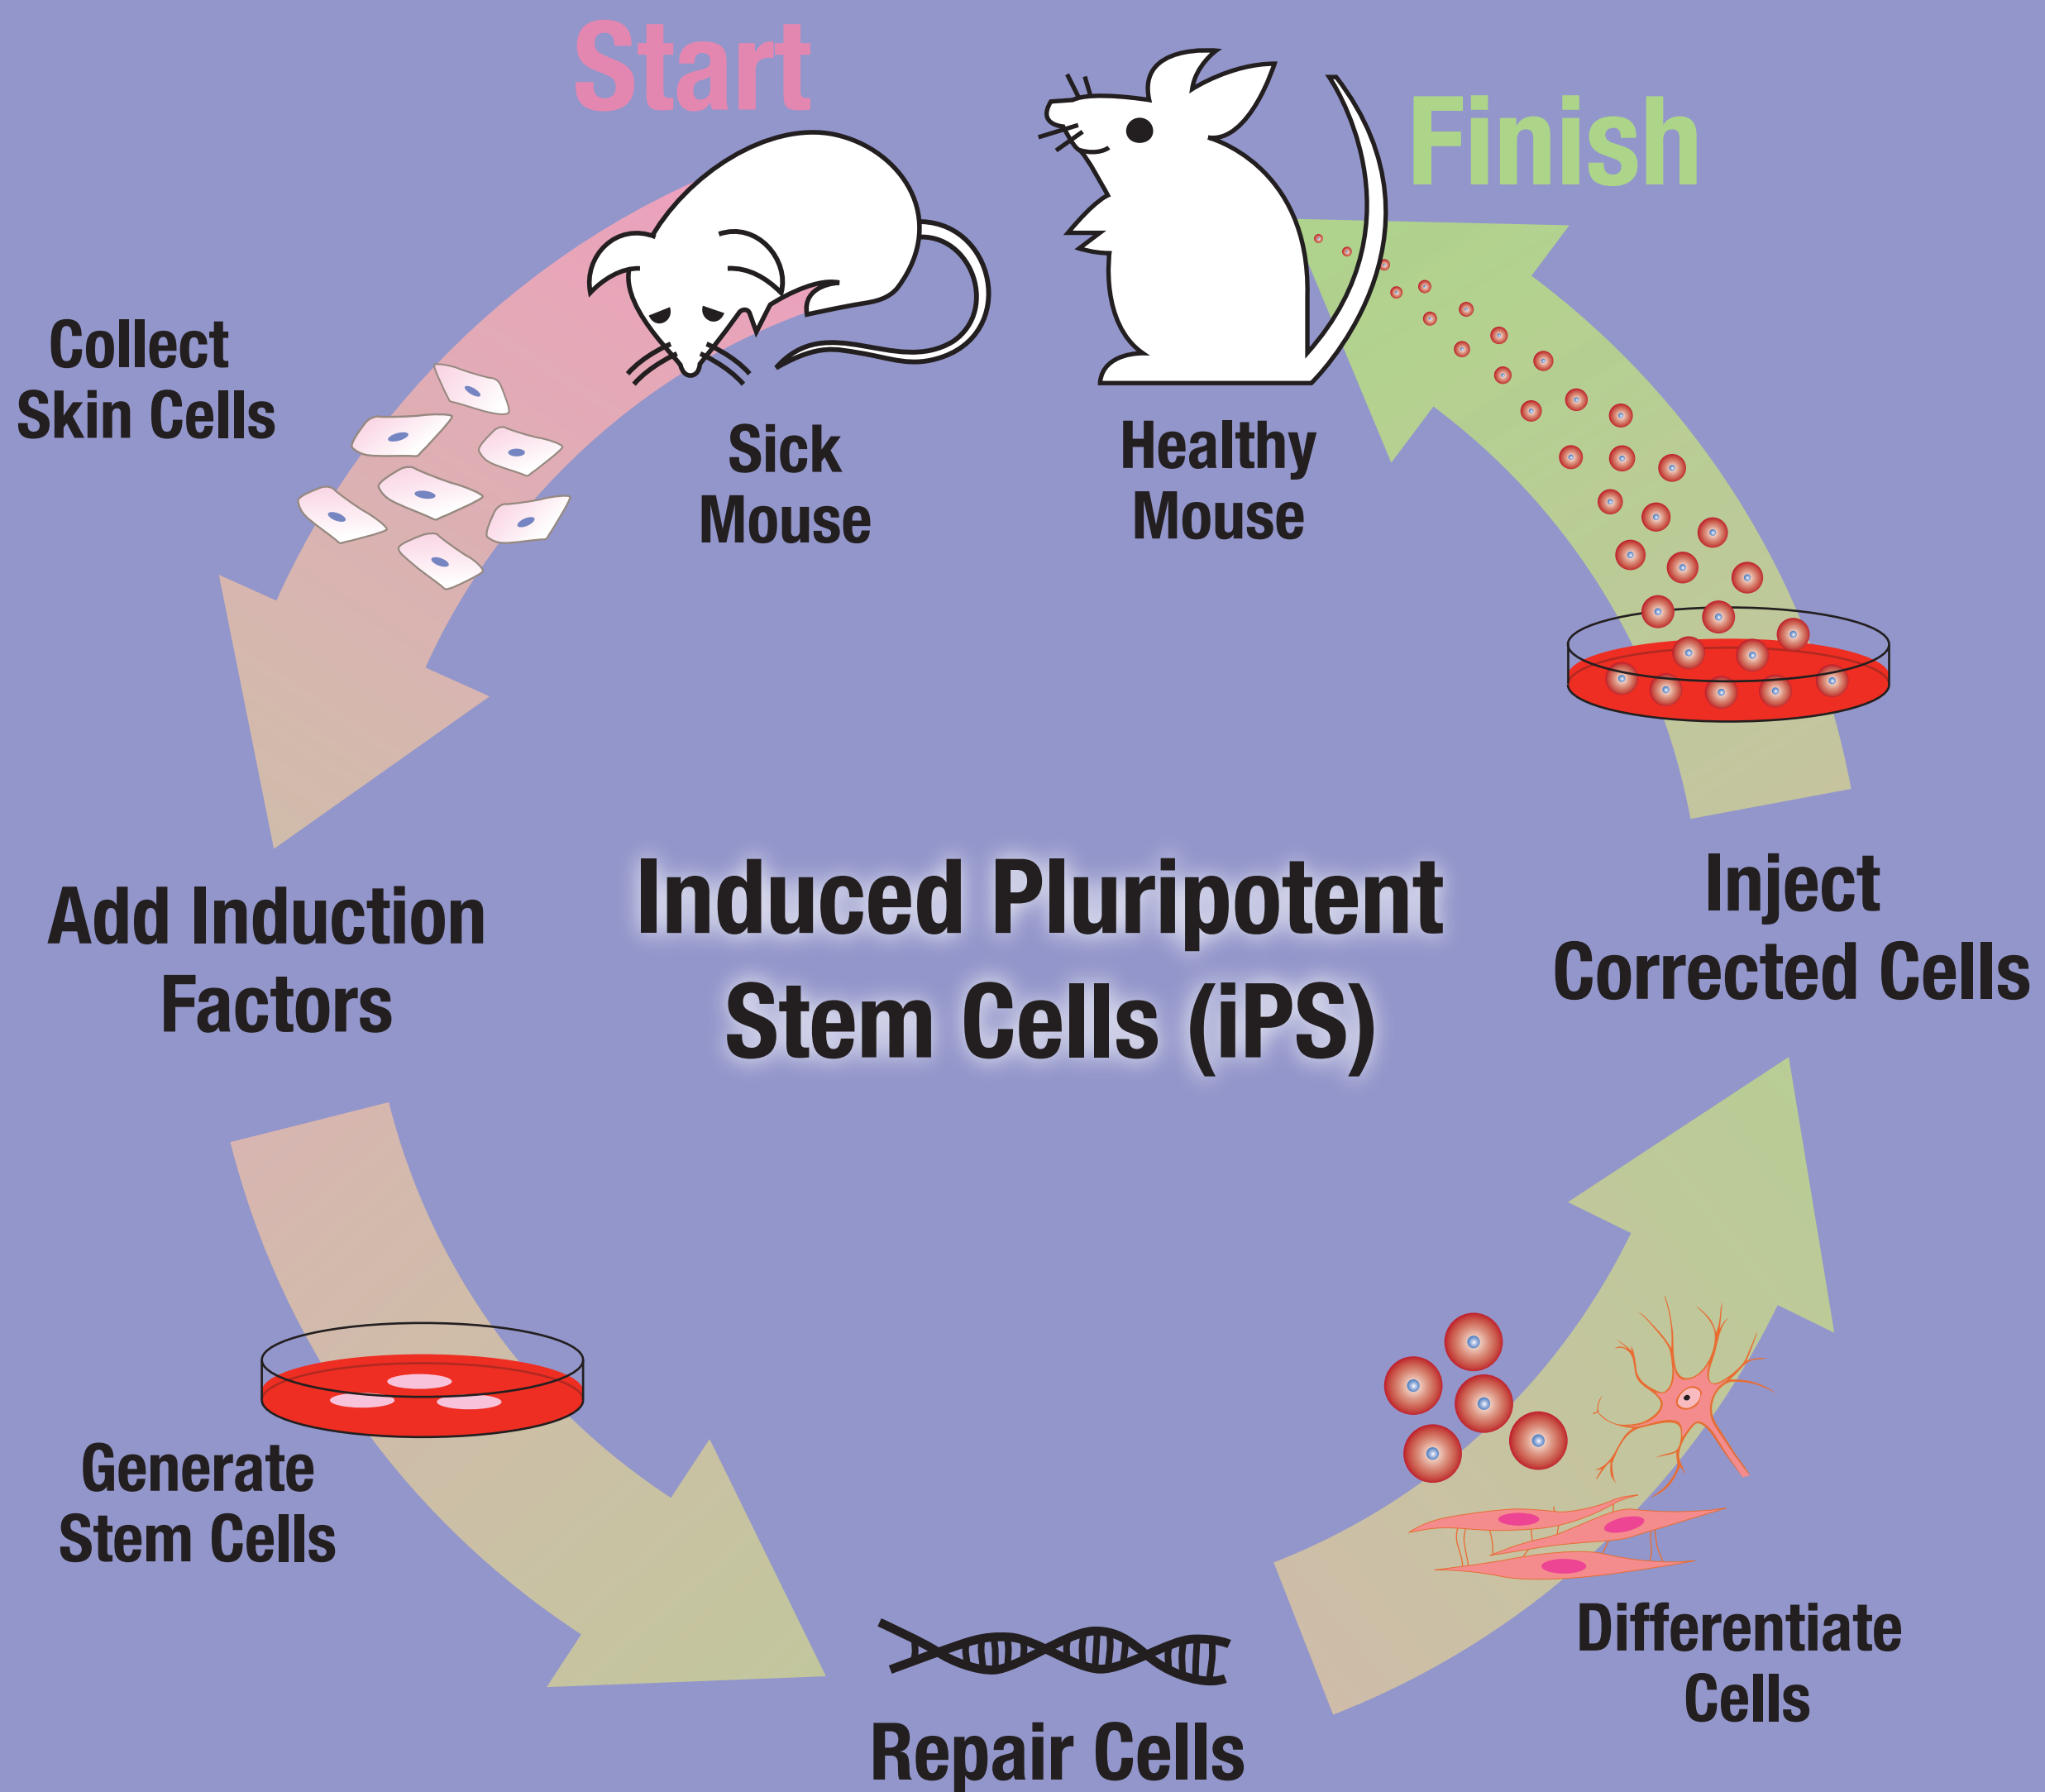 Start
Finish
Collect
Skin Cells
Sick
Mouse
Healthy
Mouse
Add Induction
Factors
Induced Pluripotent
Stem Cells (iPS)
Inject
Corrected Cells
Generate
Stem Cells
Repair Cells
Differentiate
Cells